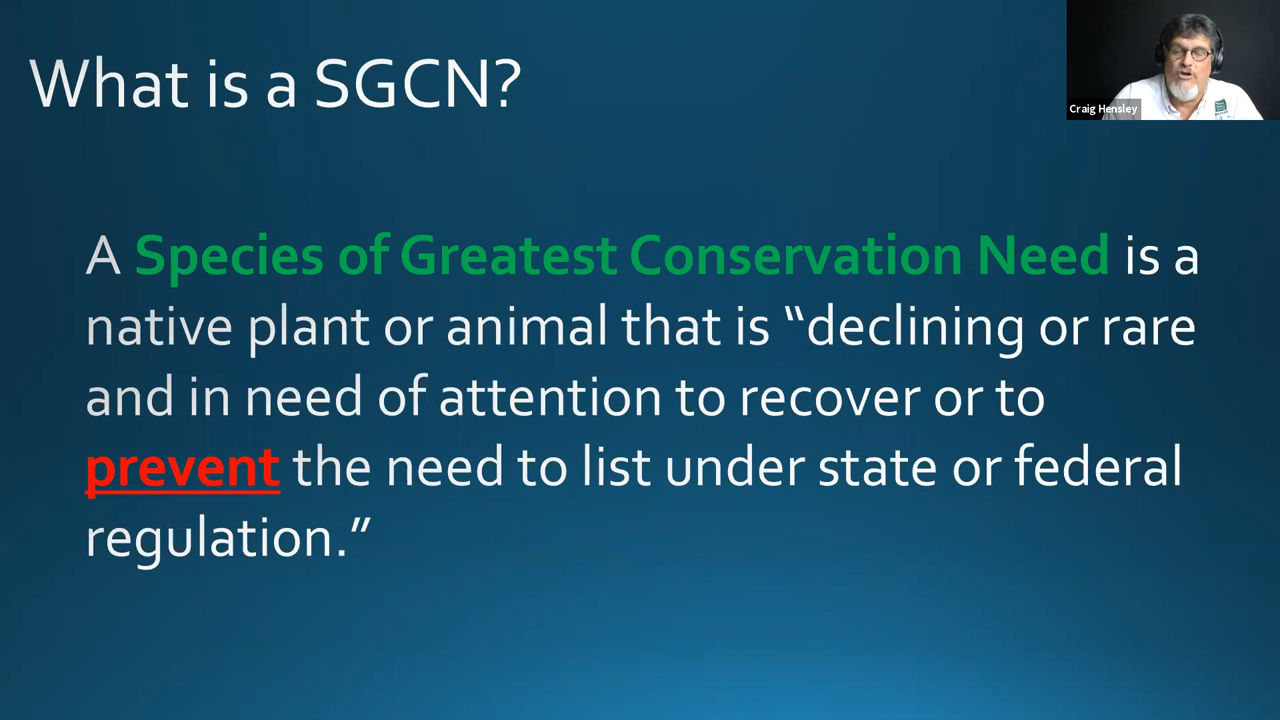 What is a SGCN?
Craig Hensley
A Species of Greatest Conservation Need is a
native plant or animal that is “declining or rare
and in need of attention to recover or to
prevent the need to list under state or federal
regulation.”